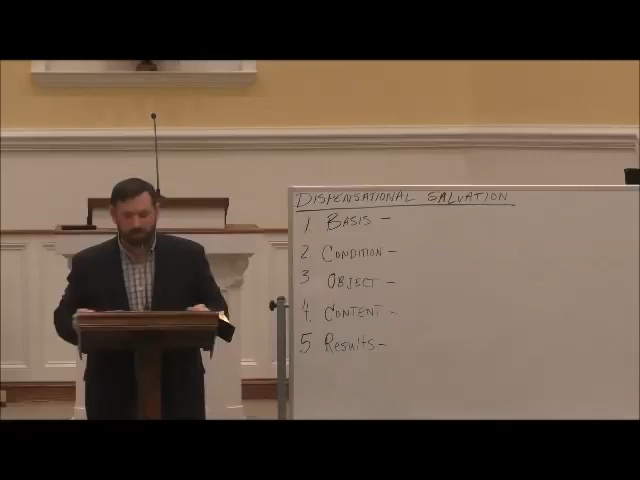 DISPENSATIONAL SALVATION
1 BASIS -
2 CONDITION -
3 OBJECT -
4. CONTENT -
5 Results -